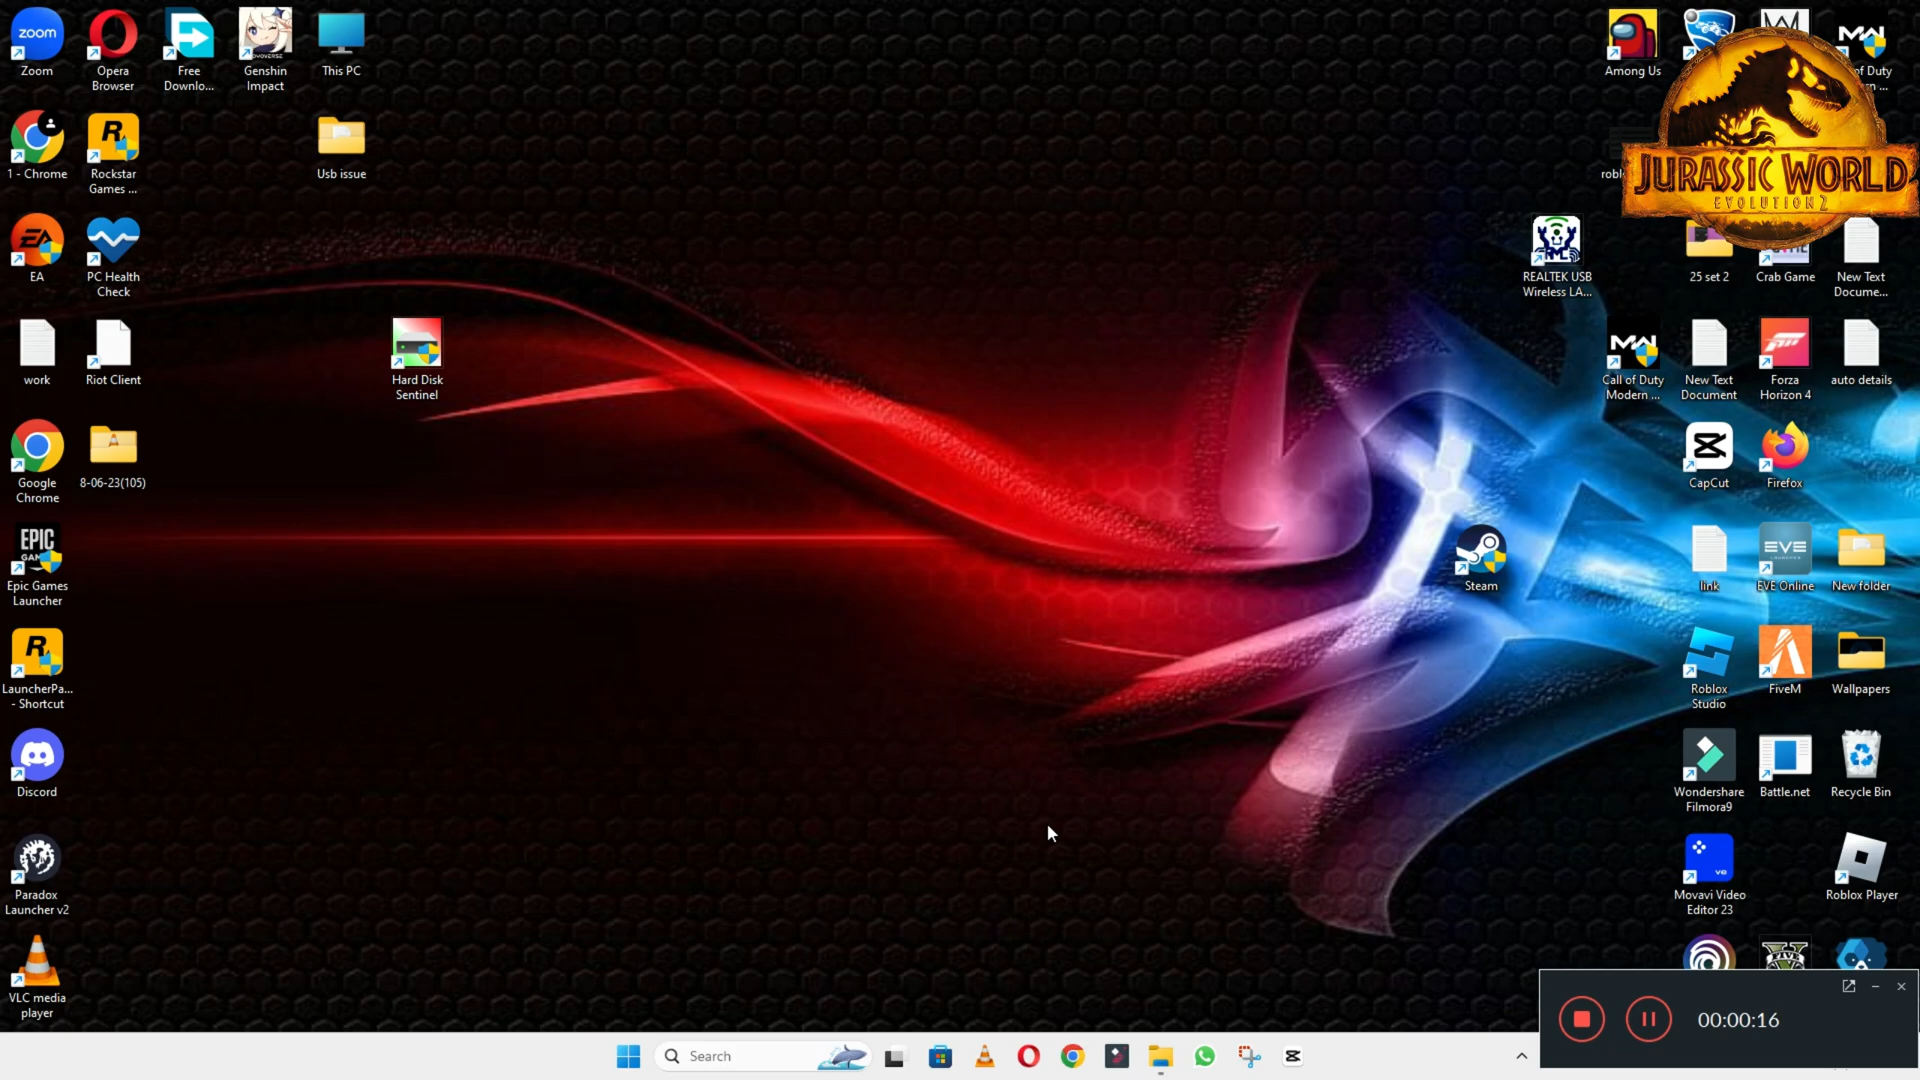 zoom
Zoom
Opera
Browser
Free
Downlo...
Genshin
Impact
This PC
1 - Chrome
Rockstar
Games ...
Usb issue
EA
PC Health
Check
work
Riot Client
Hard Disk
Sentinel
Google
Chrome
8-06-23(105)
EPIC
Epic Games
Launcher
LauncherPa...
- Shortcut
Discord
Paradox
Launcher v2
VLC media
player
Among Us
of Duty
JURASSIC WORLD
EVOLUTION 2
REALTEK USB
Wireless LA...
25 set 2
Crab Game
New Text
Docume...
Call of Duty
Modern ...
New Text
Document
Forza
Horizon 4
auto details
CapCut
Firefox
Steam
link
EVE
EVE Online
New folder
Roblox
Studio
FiveM
Wallpapers
Wondershare
Filmora9
Battle.net
Recycle Bin
Movavi Video
Editor 23
Roblox Player
00:00:16
Search